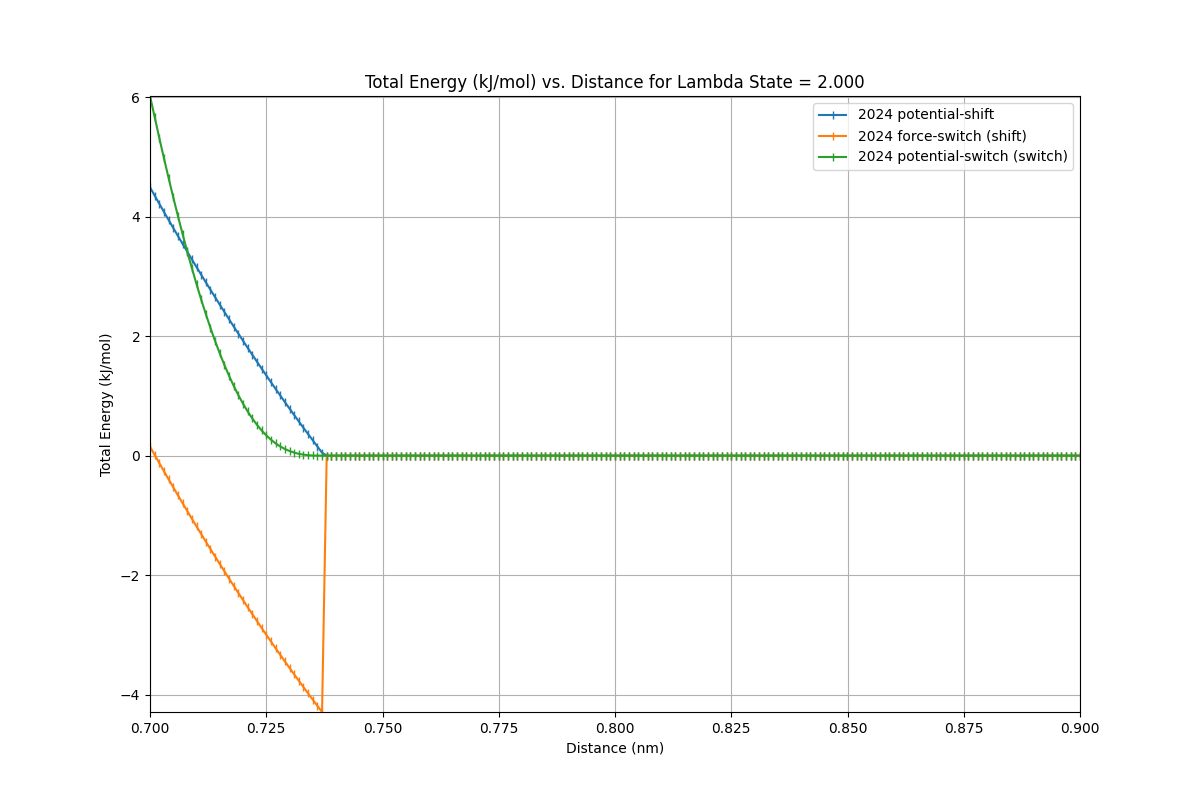 Total Energy (kJ/mol) vs. Distance for Lambda State = 2.000
2024 potential-shift
2024 force-switch (shift)
2024 potential-switch (switch)
6
4
2
0
−2
−4
Total Energy (kJ/mol)
0.700 0.725 0.750 0.775 0.800 0.825 0.850 0.875 0.900
Distance (nm)